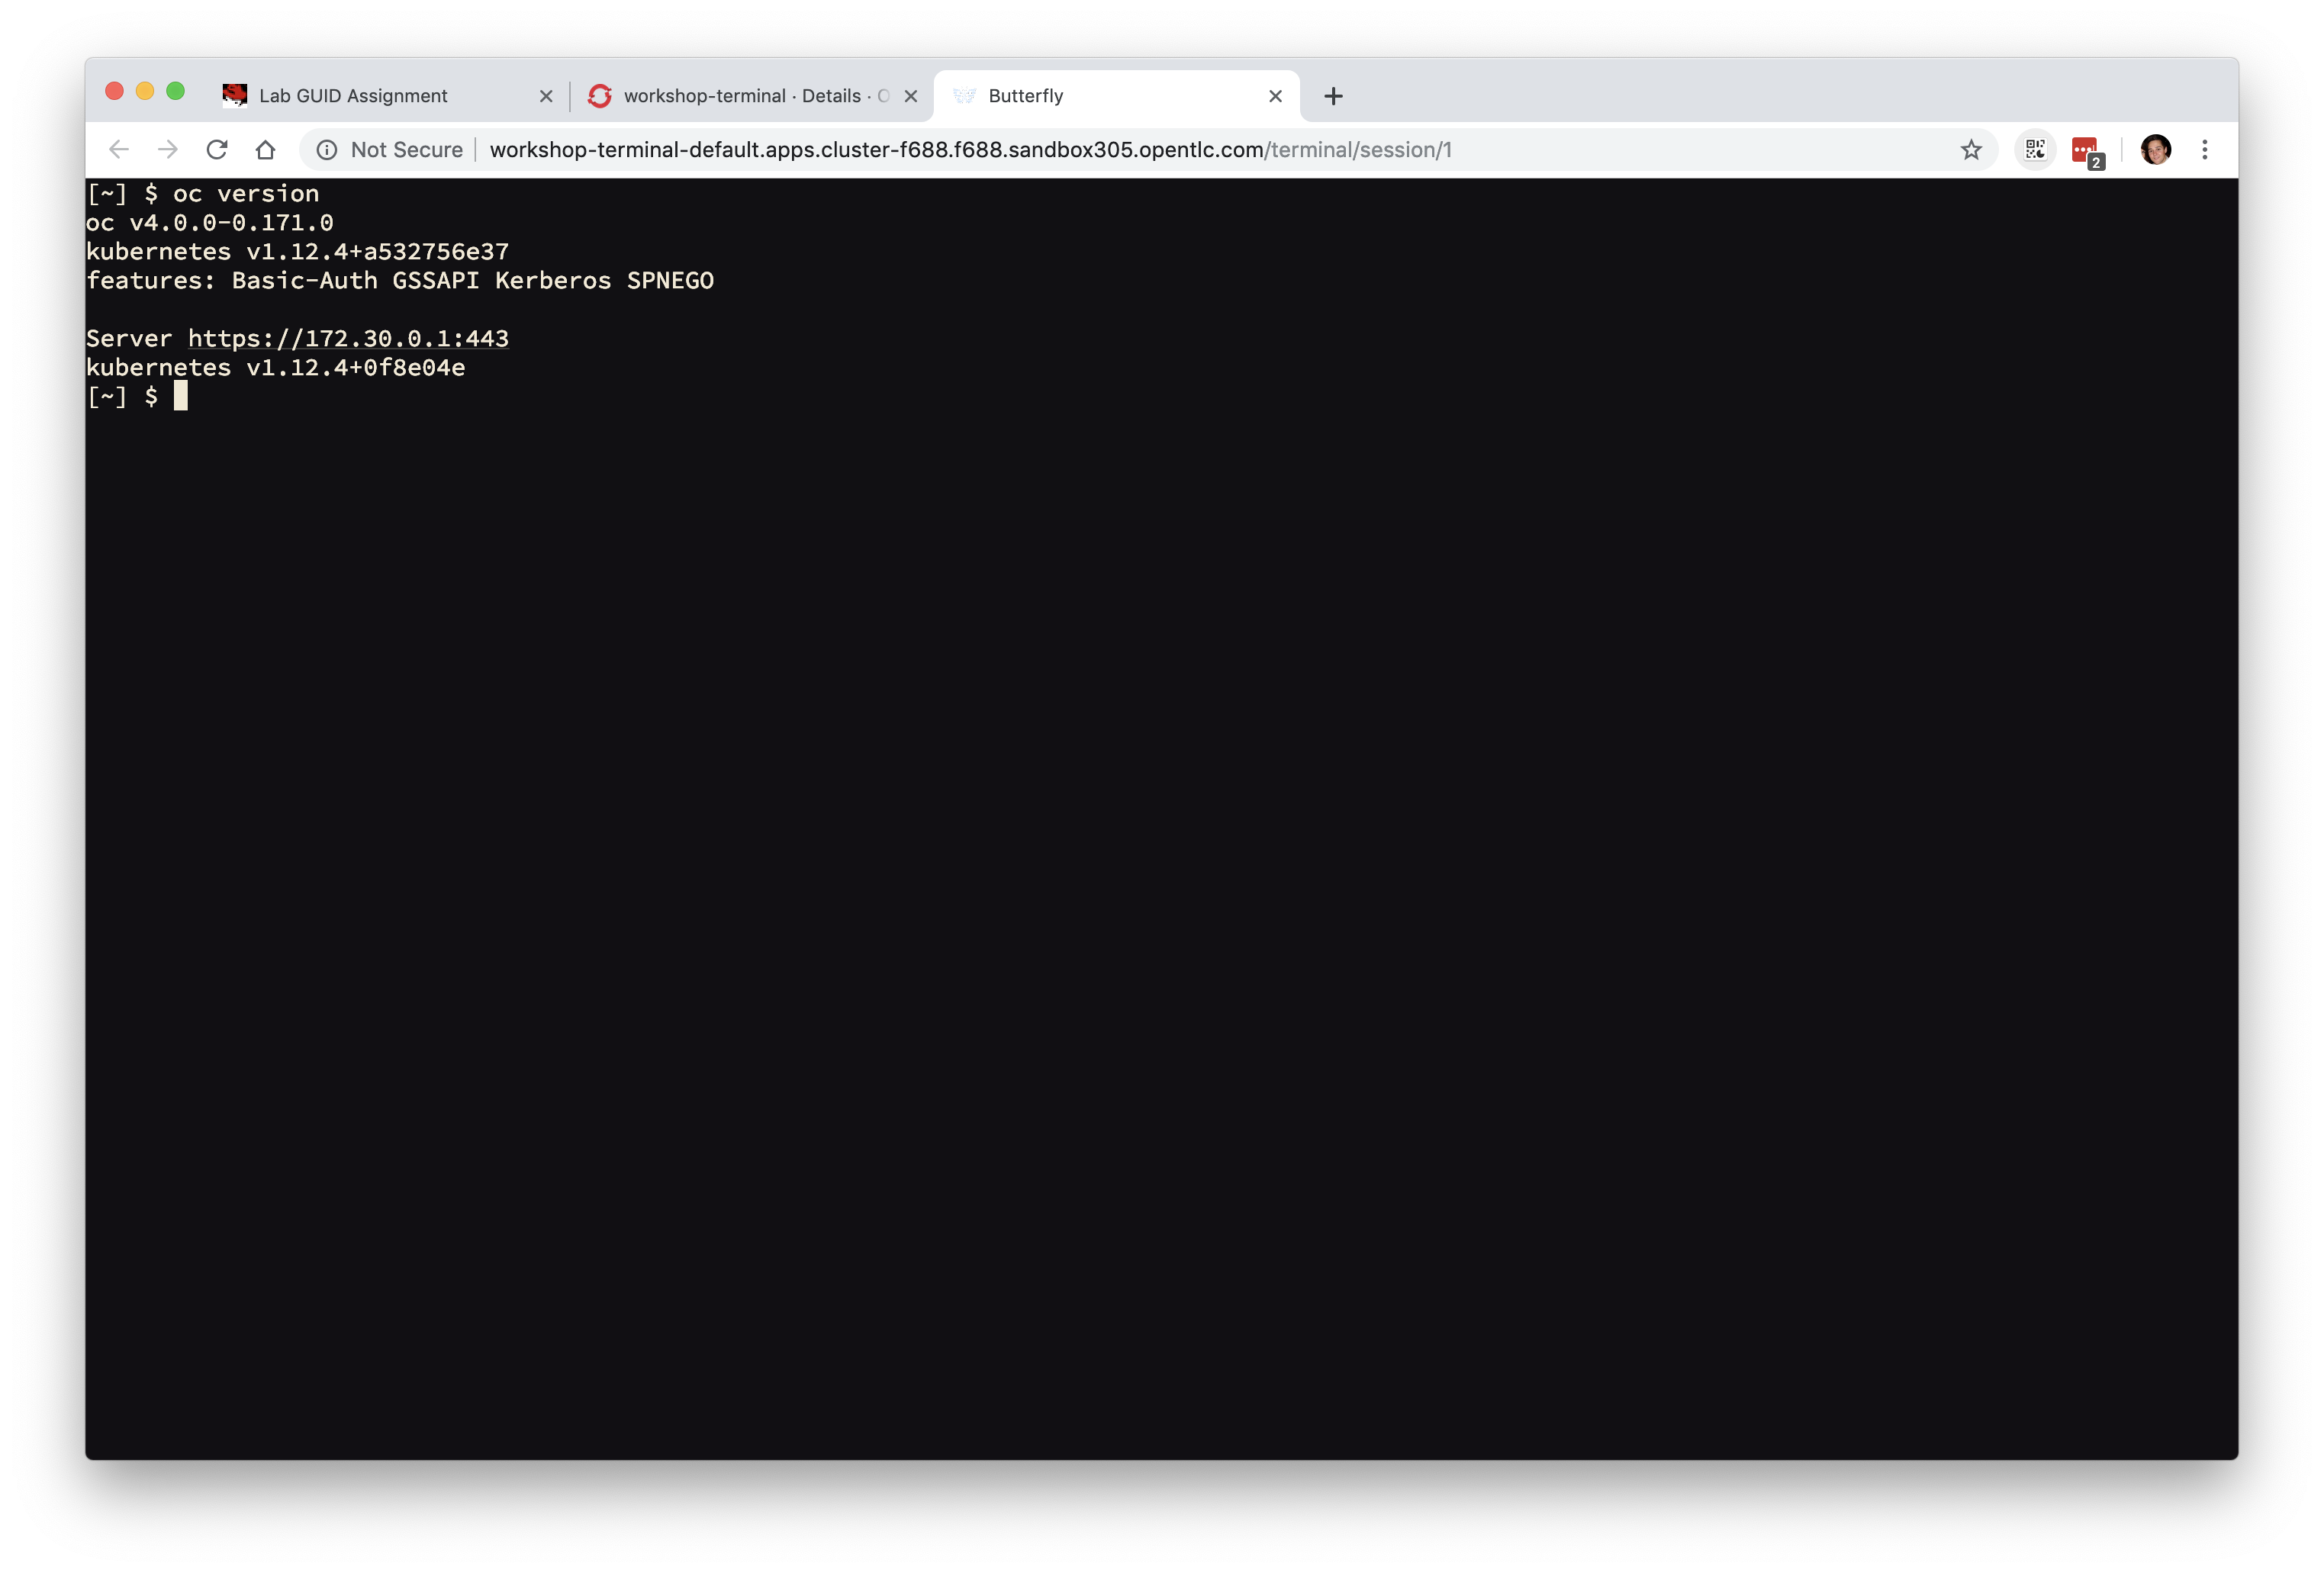 Lab GUID Assignment
workshop-terminal · Details ·
Butterfly
Not Secure
workshop-terminal-default.apps.cluster-f688.f688.sandbox305.opentlc.com/terminal/session/1
2
[~] $ oc version
oc v4.0.0-0.171.0
kubernetes v1.12.4+a532756e37
features: Basic-Auth GSSAPI Kerberos SPNEGO
Server https://172.30.0.1:443
kubernetes v1.12.4+0f8e04e
[~] $